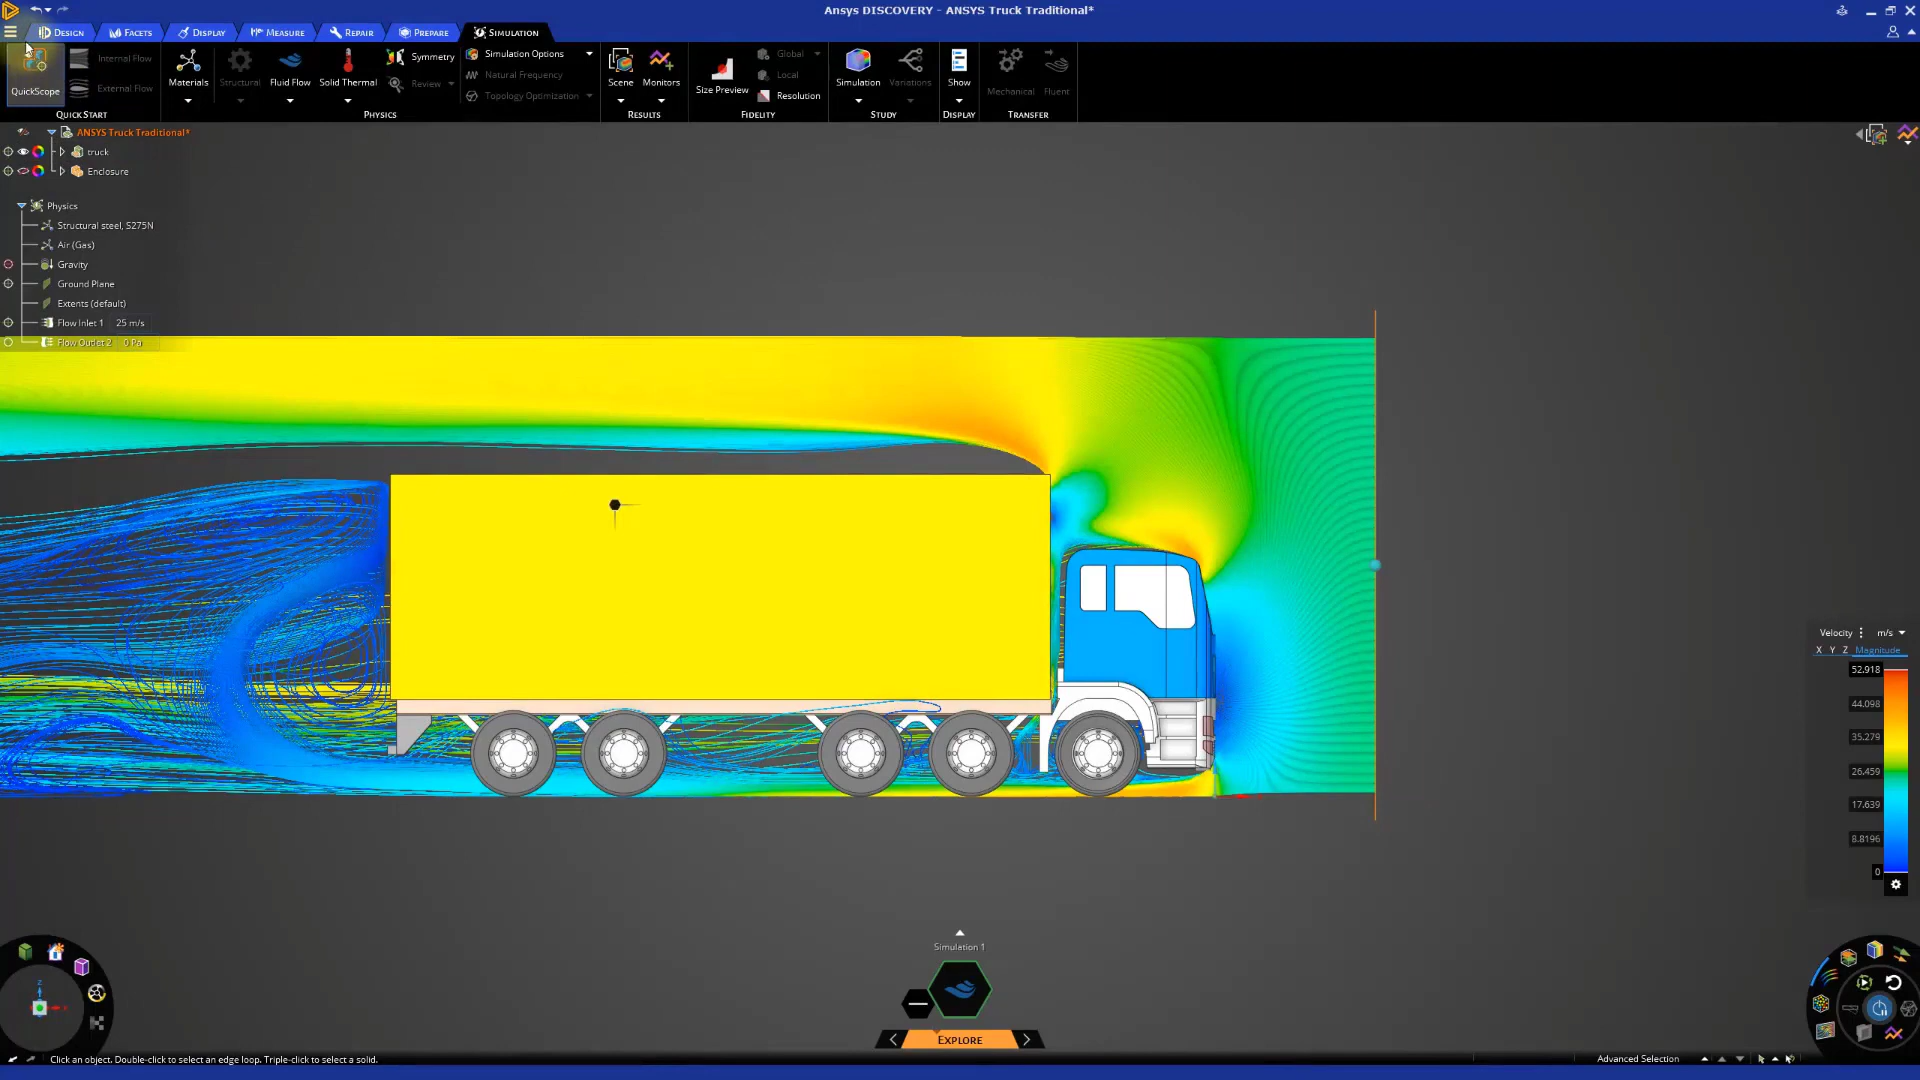 Ansys DISCOVERY - ANSYS Truck Traditional*
DESIGN
FACETS
DISPLAY
MEASURE
REPAIR
PREPARE
SIMULATION
QuickScope
Internal Flow
External Flow
QUICK START
Materials
Structural
Fluid Flow
Solid Thermal
Symmetry
Review
Simulation Options
Natural Frequency
Topology Optimization
PHYSICS
Scene
Monitors
RESULTS
Size Preview
Global
Local
Resolution
FIDELITY
Simulation
Variations
STUDY
Show
DISPLAY
Mechanical
Fluent
TRANSFER
ANSYS Truck Traditional*
truck
Enclosure
Physics
Structural steel, S275N
Air (Gas)
Gravity
Ground Plane
Extents (default)
Flow Inlet 1 25 m/s
Flow Outlet 2 0 Pa
Velocity m/s
X Y Z Magnitude
52.918
44.098
35.279
26.459
17.639
8.8196
0
Z
Simulation 1
EXPLORE
Click an object. Double-click to select an edge loop. Triple-click to select a solid.
Advanced Selection